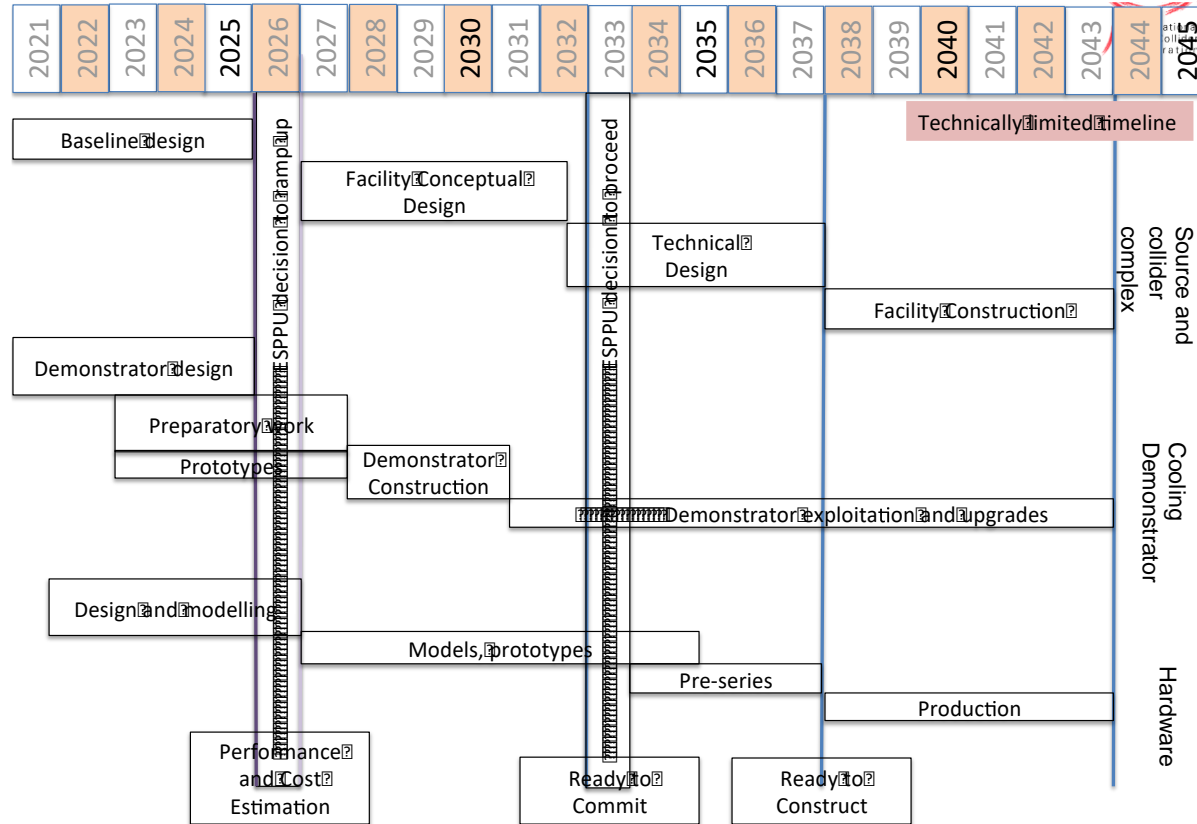 2021
2022
2023
2024
2025
2026
2027
2028
2029
2030
2031
2032
2033
2034
2035
2036
2037
2038
2039
2040
2041
2042
2043
2044
2045
Technically limited timeline
Baseline design
ESPPU decision to ramp up
ESPPU decision to proceed
Facility Conceptual
Design
Technical
Design
Facility Construction
Source and
collider
complex
Demonstrator design
Preparatory work
Prototypes
Demonstrator
Construction
Demonstrator exploitation and upgrades
Cooling
Demonstrator
Design and modelling
Models, prototypes
Pre-series
Production
Hardware
Performance
and Cost
Estimation
Ready to
Commit
Ready to
Construct